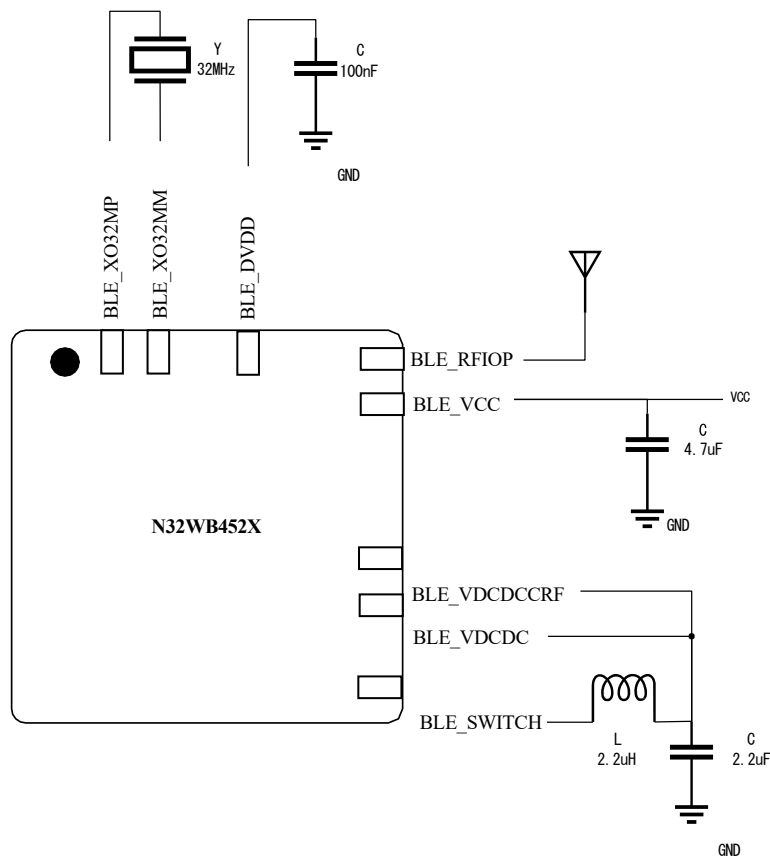 Y
32MHz
C
100nF
GND
BLE_XO32MP
BLE_XO32MM
BLE_DVDD
BLE_RFIOP
BLE_VCC
VCC
C
4.7uF
GND
N32WB452X
BLE_VDCDCCRF
BLE_VDCDC
BLE_SWITCH
L
2.2uH
C
2.2uF
GND